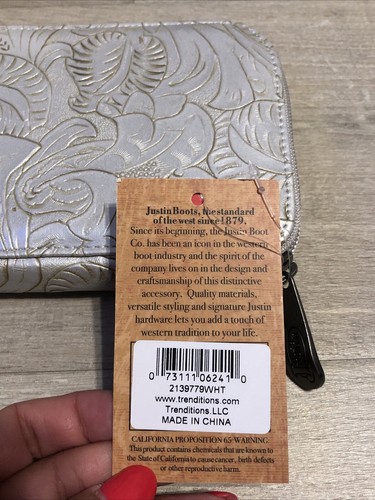 Justin Boots, the standard
of the west since 1879.
Since its beginning, the Justin Boot
Co. has been an icon in the western
boot industry and the spirit of the
company lives on in the design and
craftsmanship of this distinctive
accessory. Quality materials,
versatile styling and signature Justin
hardware lets you add a touch of
western tradition to your life.
0 73111 06241 0
2139779WHT
www.trenditions.com
Trenditions.LLC
MADE IN CHINA
CALIFORNIA PROPOSITION 65 WARNING:
This product contains chemicals that are known to
the State of California to cause cancer, birth defects
or other reproductive harm.